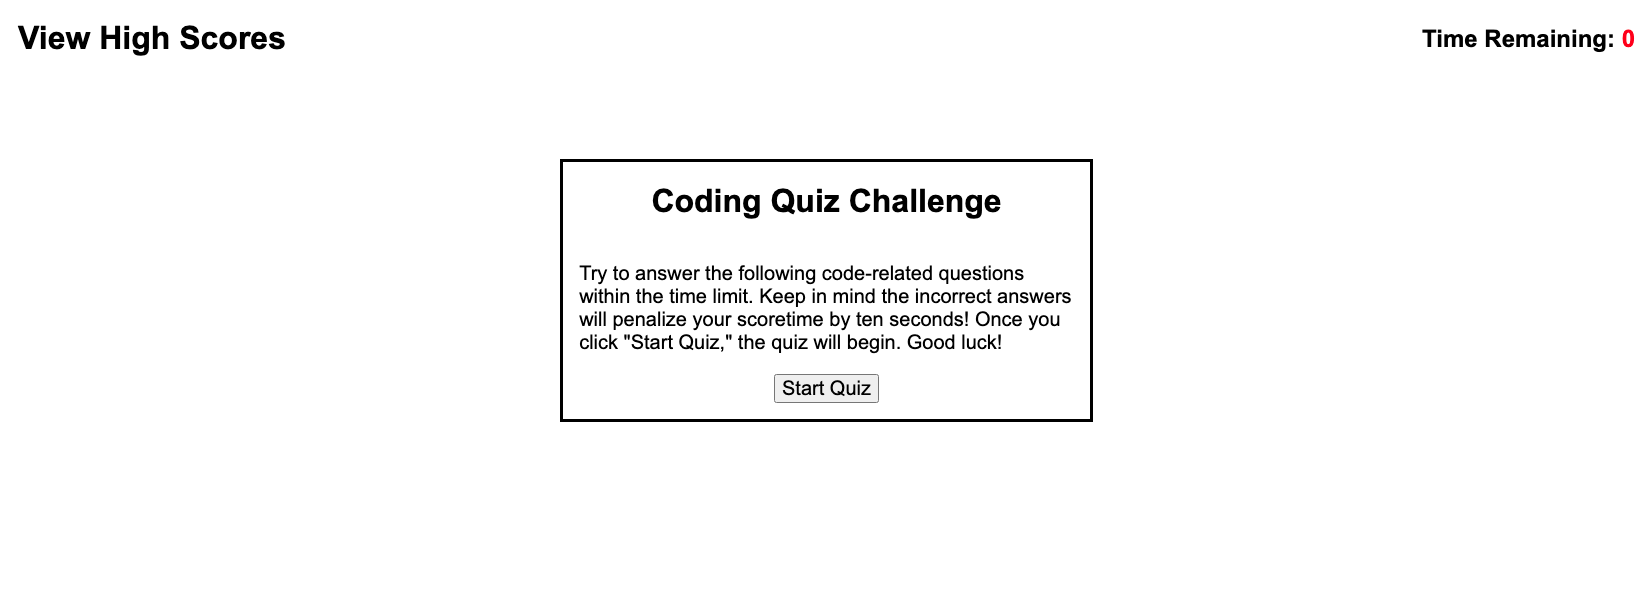 View High Scores
Time Remaining: 0
Coding Quiz Challenge
Try to answer the following code-related questions
within the time limit. Keep in mind the incorrect answers
will penalize your scoretime by ten seconds! Once you
click "Start Quiz," the quiz will begin. Good luck!
Start Quiz